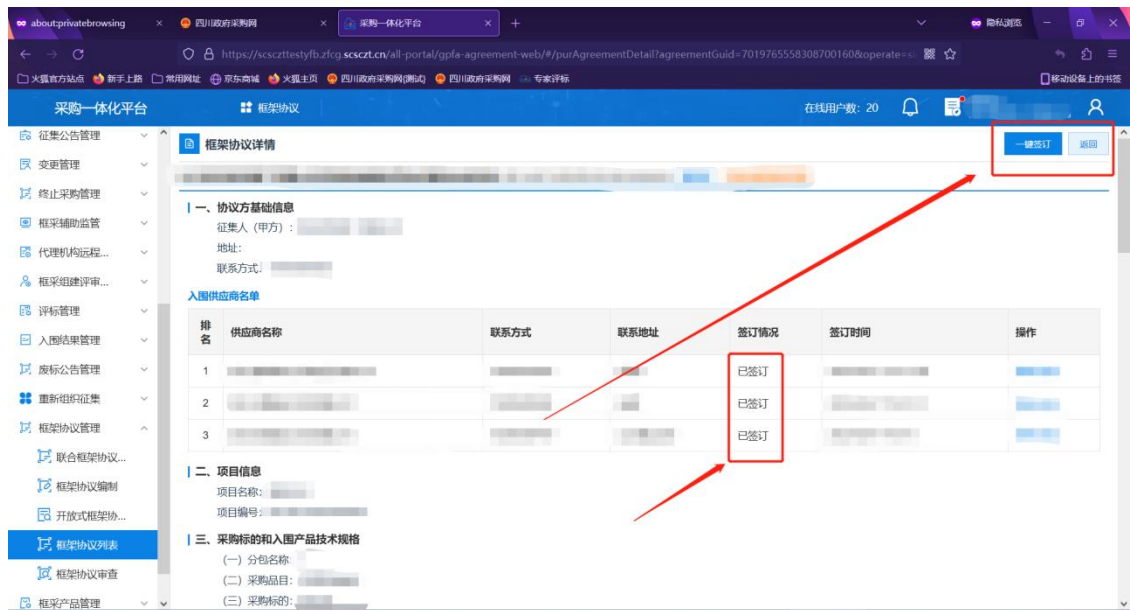 about:privatebrowsing
四川政府采购网
采购一体化平台
隐私浏览
https://scsczttestyfb.zfcg.scsczt.cn/all-portal/gpfa-agreement-web/#/purAgreementDetail?agreementGuid=7019765558308700160&operate=
火狐官方站点 新手上路 常用网址 京东商城 火狐主页 四川政府采购网(测试) 四川政府采购网 专家评标 移动设备上的书签
采购一体化平台 框架协议 在线用户数: 20
征集公告管理
变更管理
终止采购管理
框采辅助监管
代理机构远程...
框采组建评审...
评标管理
入围结果管理
废标公告管理
重新组织征集
框架协议管理
联合框架协议...
框架协议编制
开放式框架协...
框架协议列表
框架协议审查
框采产品管理
框架协议详情
一键签订 返回
一、协议方基础信息
征集人（甲方）:
地址:
联系方式:
入围供应商名单
排名 供应商名称 联系方式 联系地址 签订情况 签订时间 操作
1 已签订
2 已签订
3 已签订
二、项目信息
项目名称:
项目编号:
三、采购标的和入围产品技术规格
(一) 分包名称:
(二) 采购品目:
(三) 采购标的: